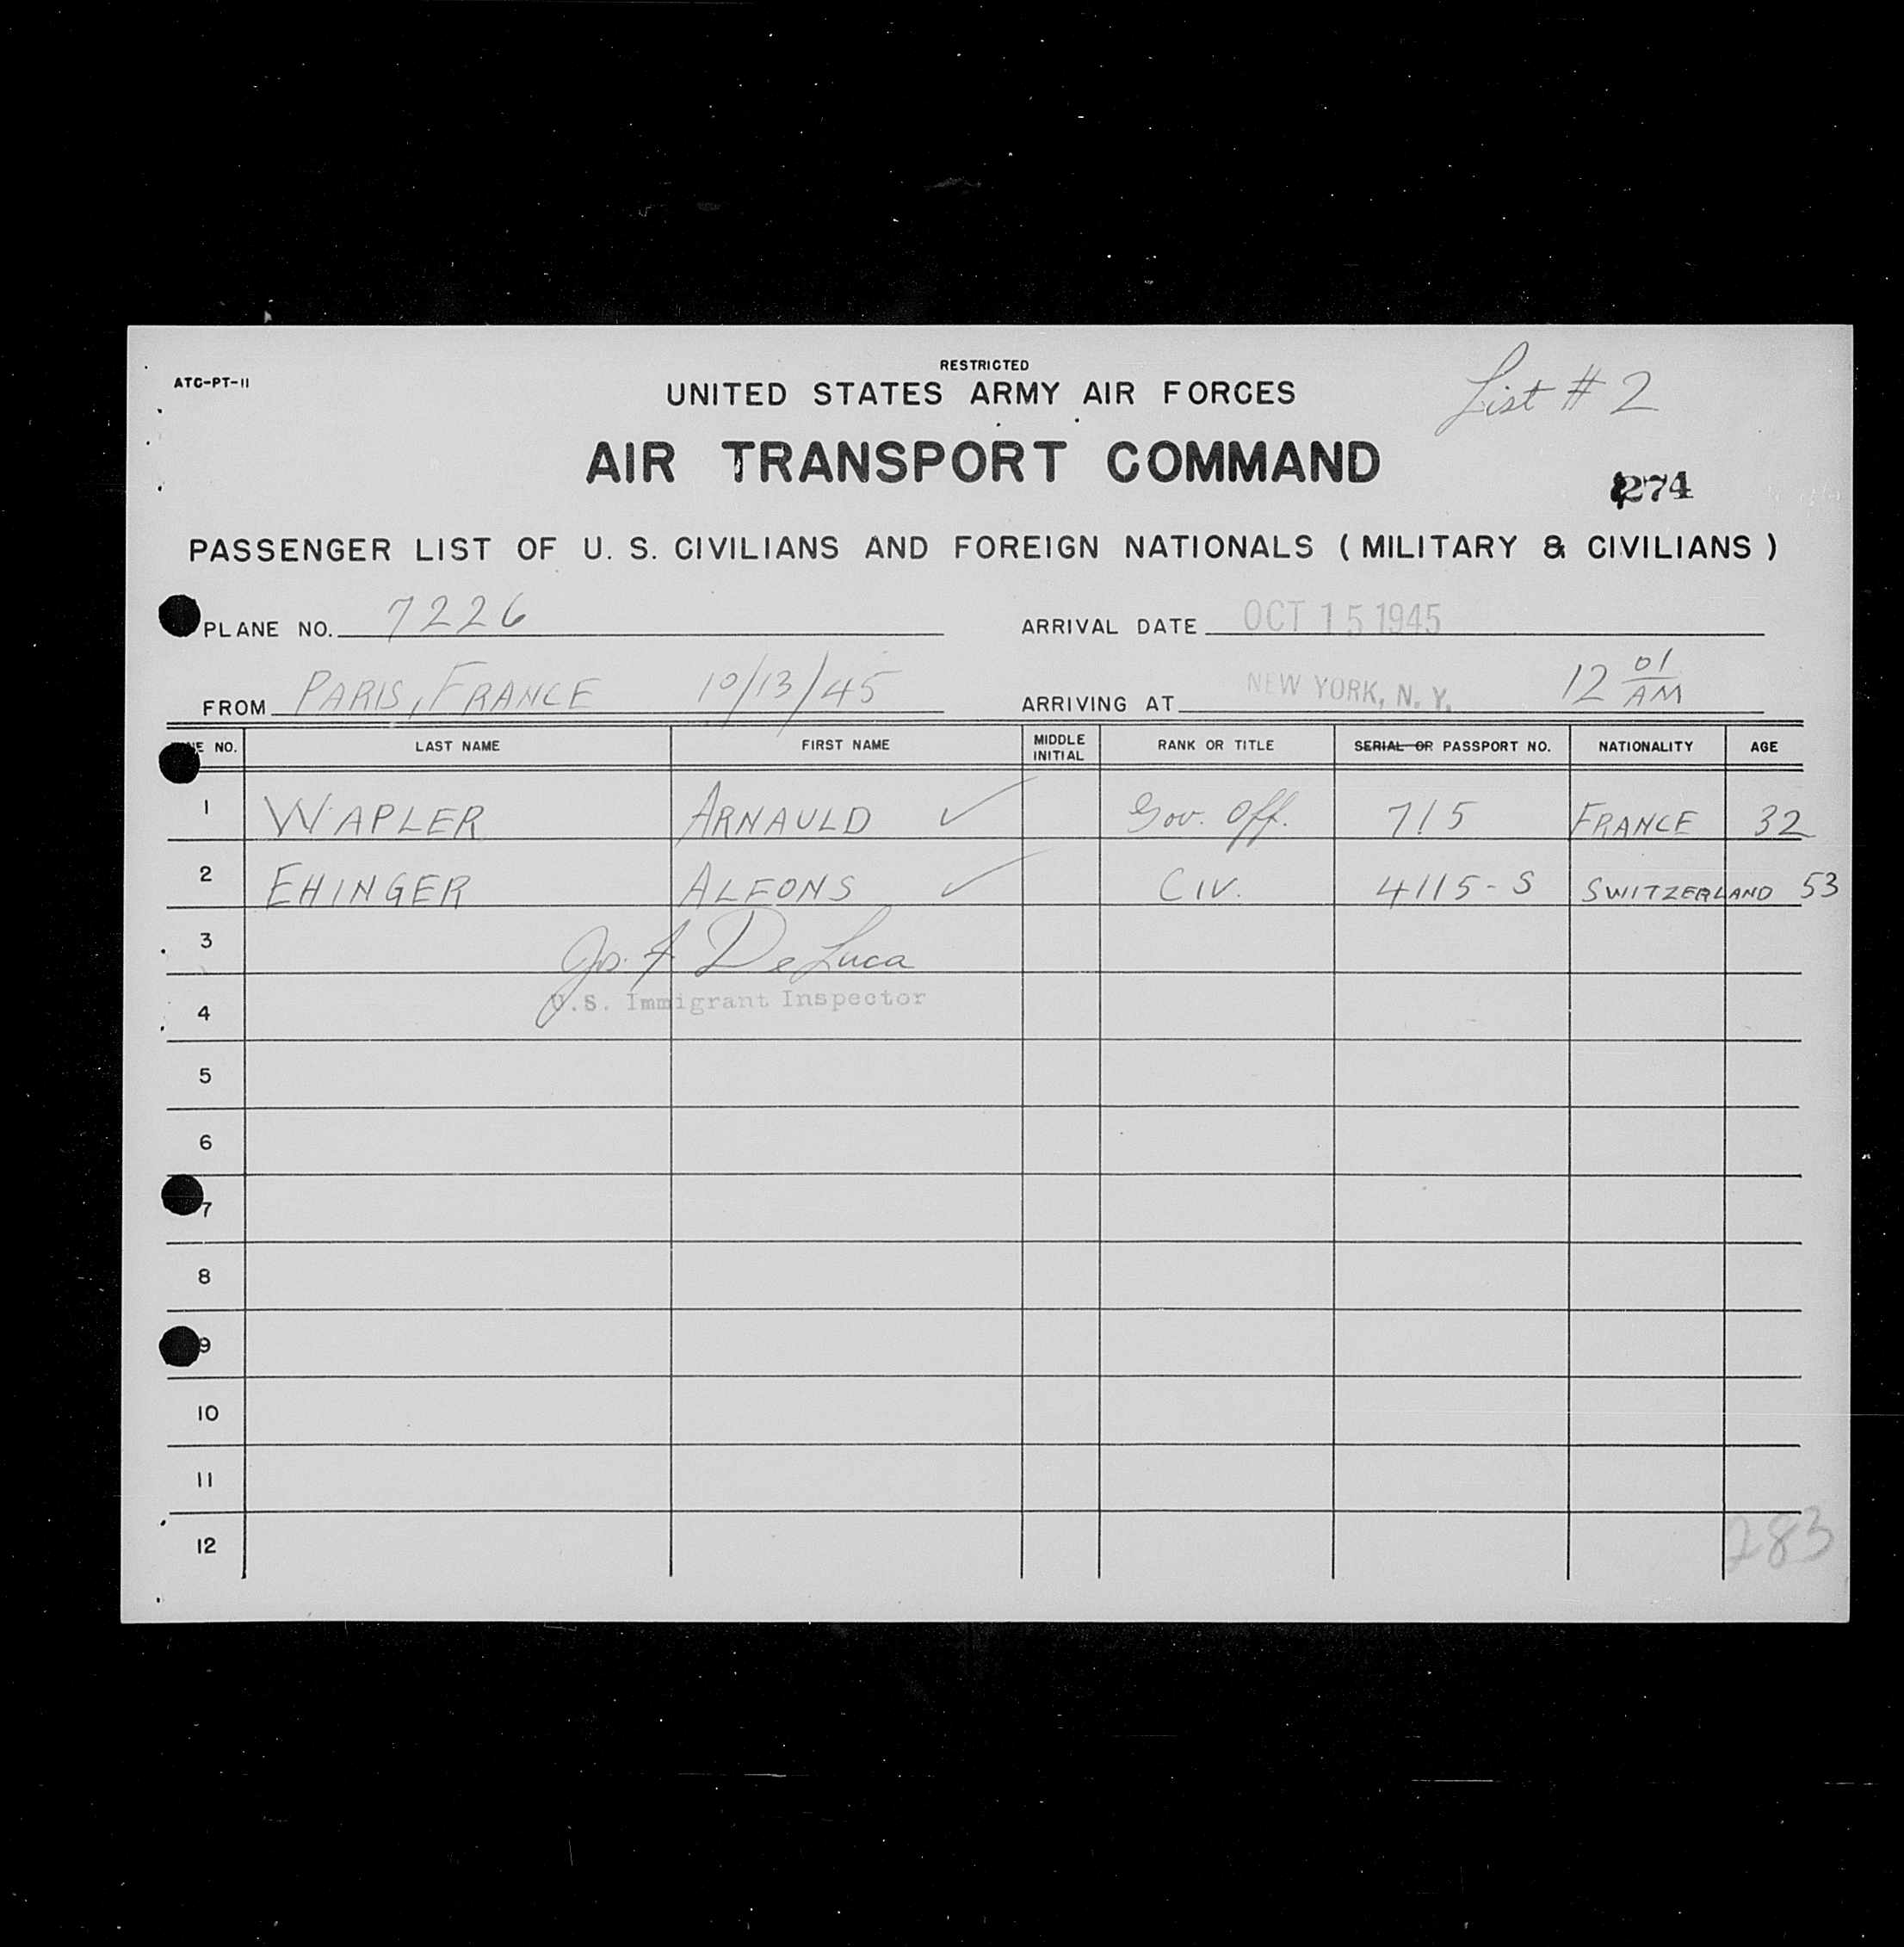 ATC-PT-11
RESTRICTED
UNITED STATES ARMY AIR FORCES
List # 2
AIR TRANSPORT COMMAND
274
PASSENGER LIST OF U. S. CIVILIANS AND FOREIGN NATIONALS ( MILITARY & CIVILIANS )
PLANE NO. 7226 ARRIVAL DATE OCT 15 1945
FROM PARIS, FRANCE 10/13/45 ARRIVING AT NEW YORK, N. Y. 12 01 AM
NO. LAST NAME FIRST NAME MIDDLE INITIAL RANK OR TITLE SERIAL OR PASSPORT NO. NATIONALITY AGE
1 WAPLER ARNAULD ✓ Gov. Off. 715 FRANCE 32
2 EHINGER ALFONS ✓ CIV. 4115-S SWITZERLAND 53
3 Jos. A De Luca
4 U.S. Immigrant Inspector
5
6
7
8
9
10
11
12
283